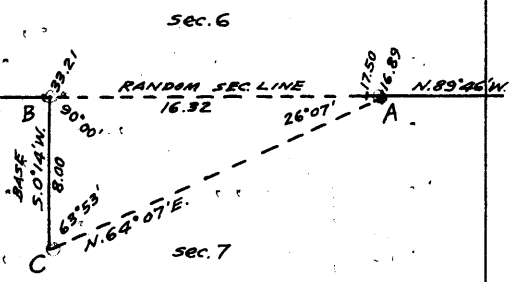 sec. 6
33.21
17.50
16.89
RANDOM SEC. LINE
N. 89°46'W.
16.32
B
90°00'
26°07'
A
BASE
S. 0°14'W.
8.00
63°53'
N. 64°07'E.
C
sec. 7